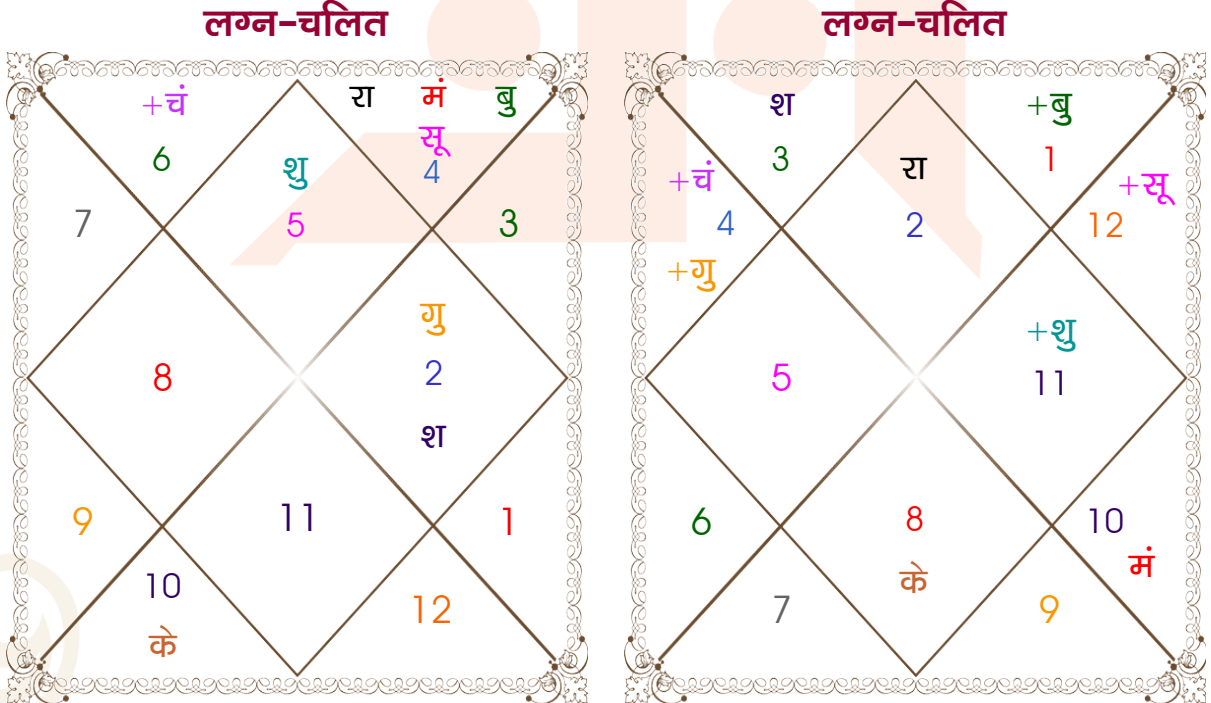 लग्न-चलित
+चं
6
रा मं बु
सू
4
शु
5
7
3
गु
2
श
8
9
11
1
10
के
12
लग्न-चलित
श
3
+बु
1
रा
2
+चं
4
+गु
+सू
12
+शु
11
5
6
8
के
10
मं
7
9